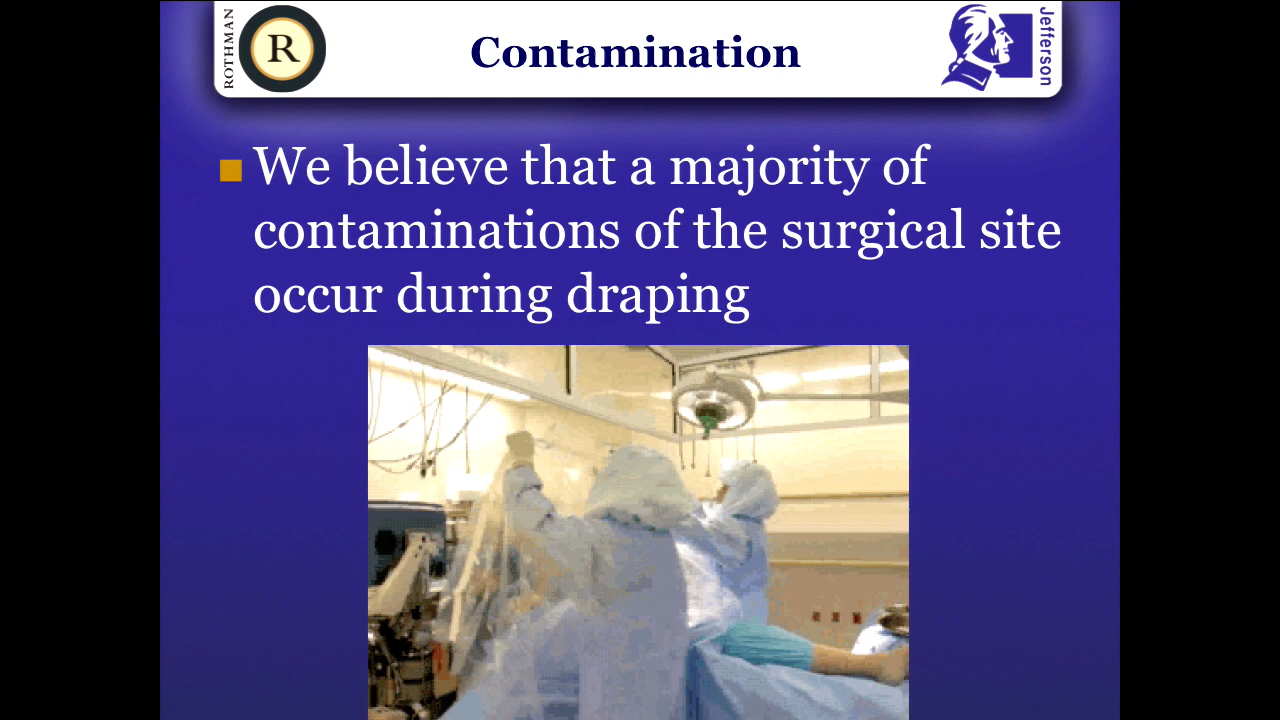 ROTHMAN
R
Contamination
Jefferson
We believe that a majority of
contaminations of the surgical site
occur during draping